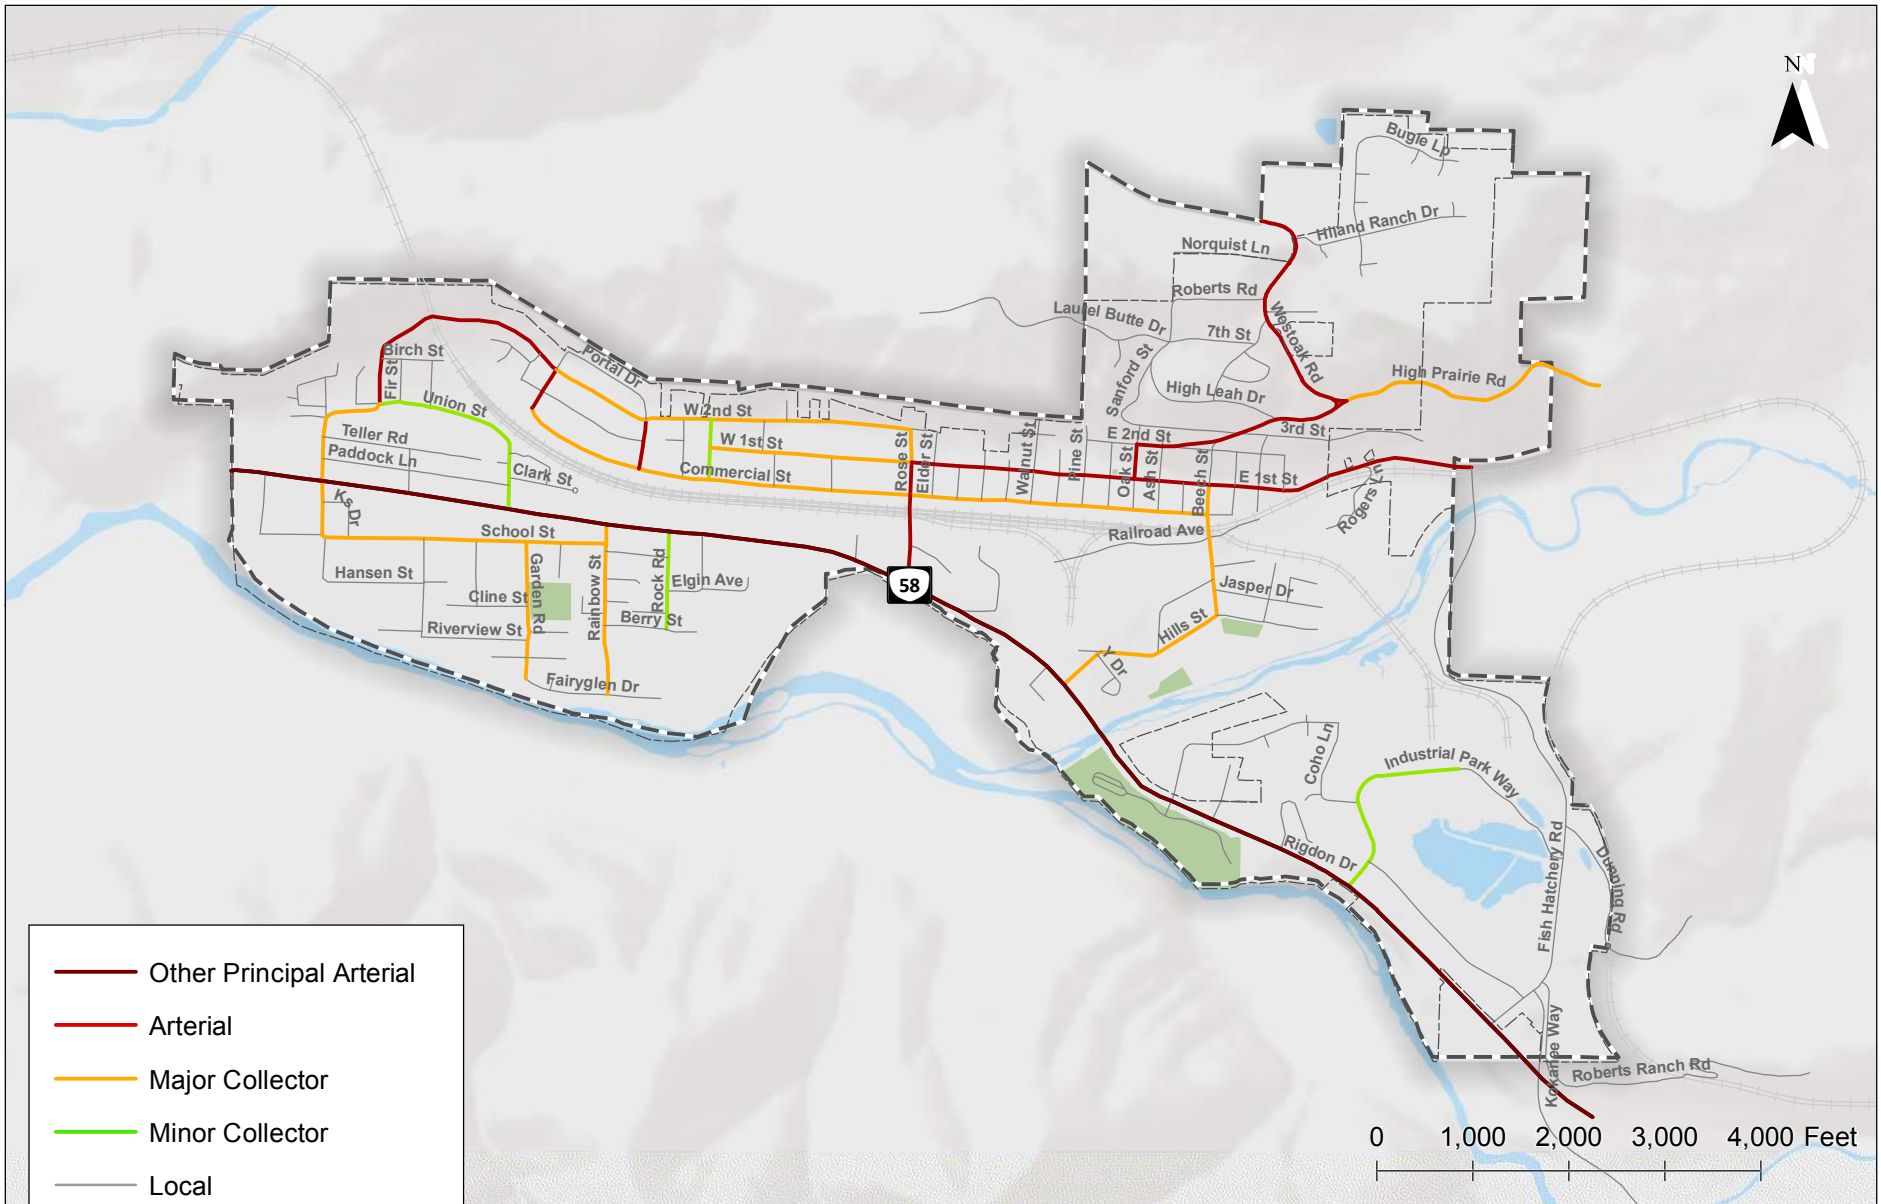 N
Bugle Lp
Hiland Ranch Dr
Norquist Ln
Roberts Rd
Laurel Butte Dr
7th St
Westoak Rd
Sanford St
High Leah Dr
High Prairie Rd
3rd St
Birch St
Fir St
Portal Dr
Union St
W 2nd St
W 1st St
Commercial St
Teller Rd
Paddock Ln
Clark St
Ks Dr
Rose St
Elder St
Walnut St
Pine St
E 2nd St
Oak St
Ash St
Beech St
E 1st St
Rogers Ln
Railroad Ave
School St
Hansen St
Garden Rd
Rainbow St
Rock Rd
Elgin Ave
Cline St
Berry St
Riverview St
Fairyglen Dr
58
Jasper Dr
Hills St
Y Dr
Coho Ln
Industrial Park Way
Rigdon Dr
Fish Hatchery Rd
Dunning Rd
Kokanee Way
Roberts Ranch Rd
Other Principal Arterial
Arterial
Major Collector
Minor Collector
Local
0 1,000 2,000 3,000 4,000 Feet